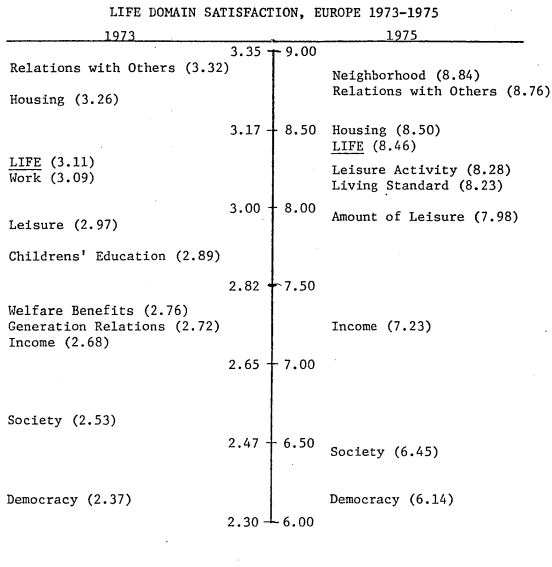 LIFE DOMAIN SATISFACTION, EUROPE 1973-1975
1973 1975
3.35 9.00
Relations with Others (3.32)
Neighborhood (8.84)
Relations with Others (8.76)
Housing (3.26)
3.17 8.50 Housing (8.50)
LIFE (8.46)
LIFE (3.11)
Leisure Activity (8.28)
Work (3.09)
Living Standard (8.23)
3.00 8.00
Amount of Leisure (7.98)
Leisure (2.97)
Childrens' Education (2.89)
2.82 7.50
Welfare Benefits (2.76)
Generation Relations (2.72) Income (7.23)
Income (2.68)
2.65 7.00
Society (2.53)
2.47 6.50
Society (6.45)
Democracy (2.37) Democracy (6.14)
2.30 6.00